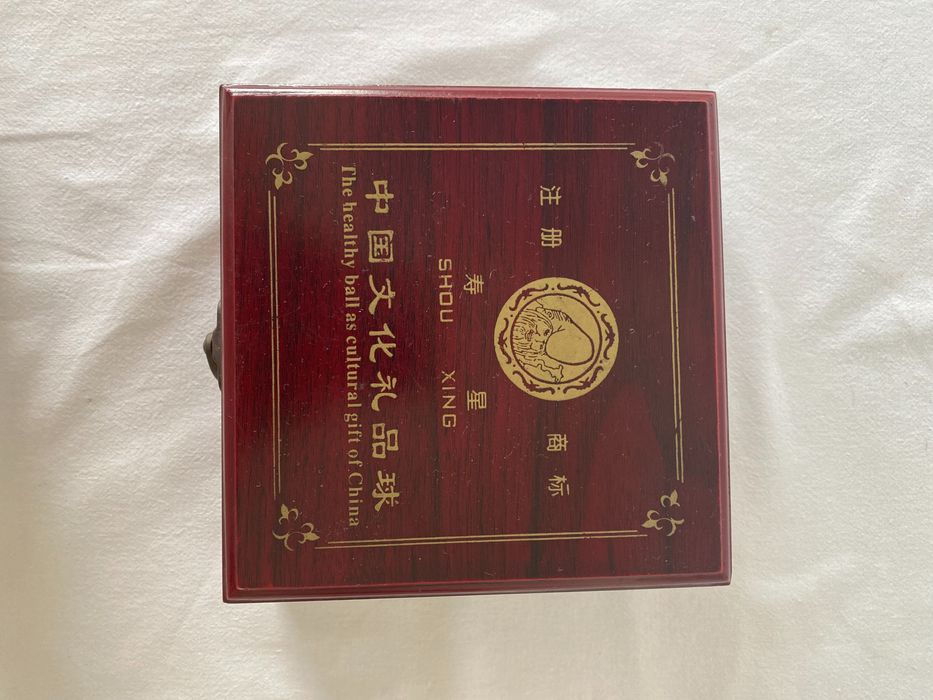 注册 商标
寿 星
SHOU XING
中国文化礼品球
The healthy ball as cultural gift of China